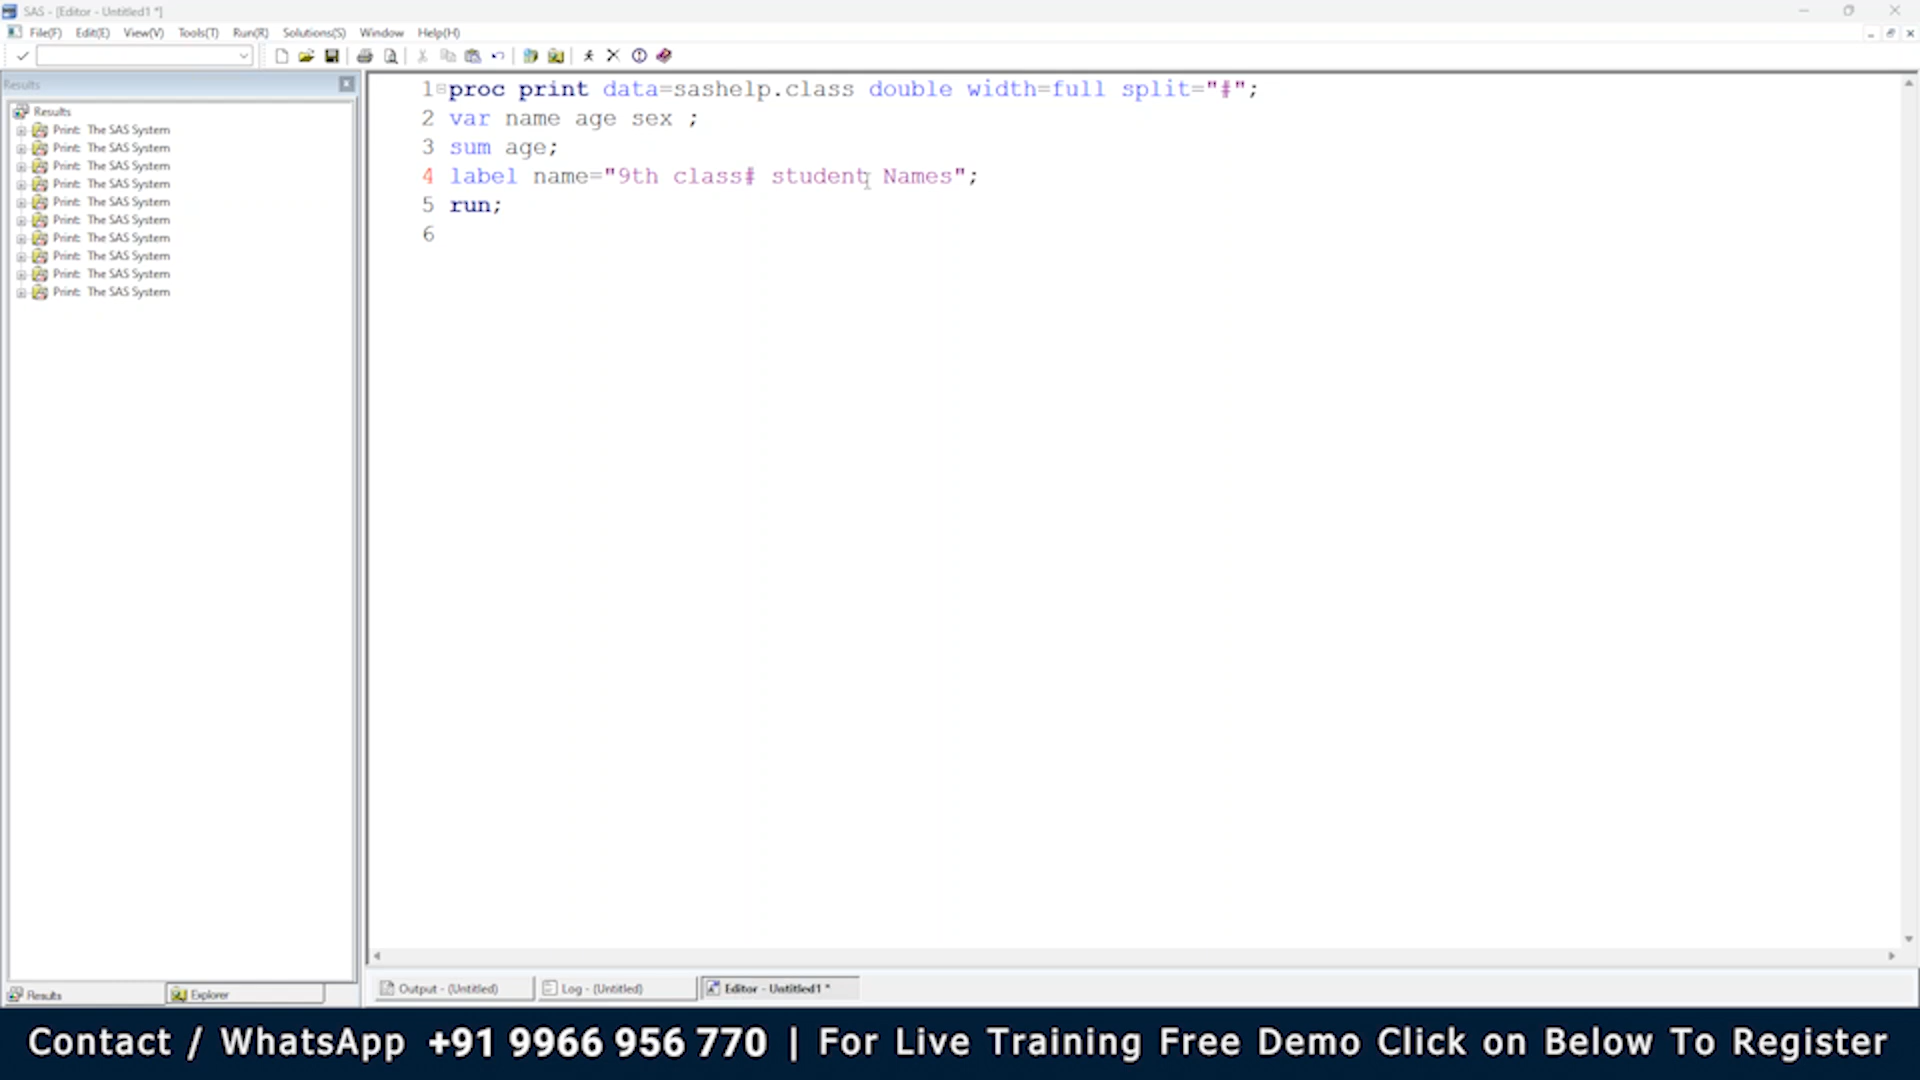 SAS - [Editor - Untitled1 *]
File(F) Edit(E) View(V) Tools(T) Run(R) Solutions(S) Window Help(H)
Results
Results
Print: The SAS System
Print: The SAS System
Print: The SAS System
Print: The SAS System
Print: The SAS System
Print: The SAS System
Print: The SAS System
Print: The SAS System
Print: The SAS System
Print: The SAS System
1 proc print data=sashelp.class double width=full split="#";
2 var name age sex ;
3 sum age;
4 label name="9th class# student Names";
5 run;
6
Results Explorer
Output - (Untitled) Log - (Untitled) Editor - Untitled1 *
Contact / WhatsApp +91 9966 956 770 | For Live Training Free Demo Click on Below To Register